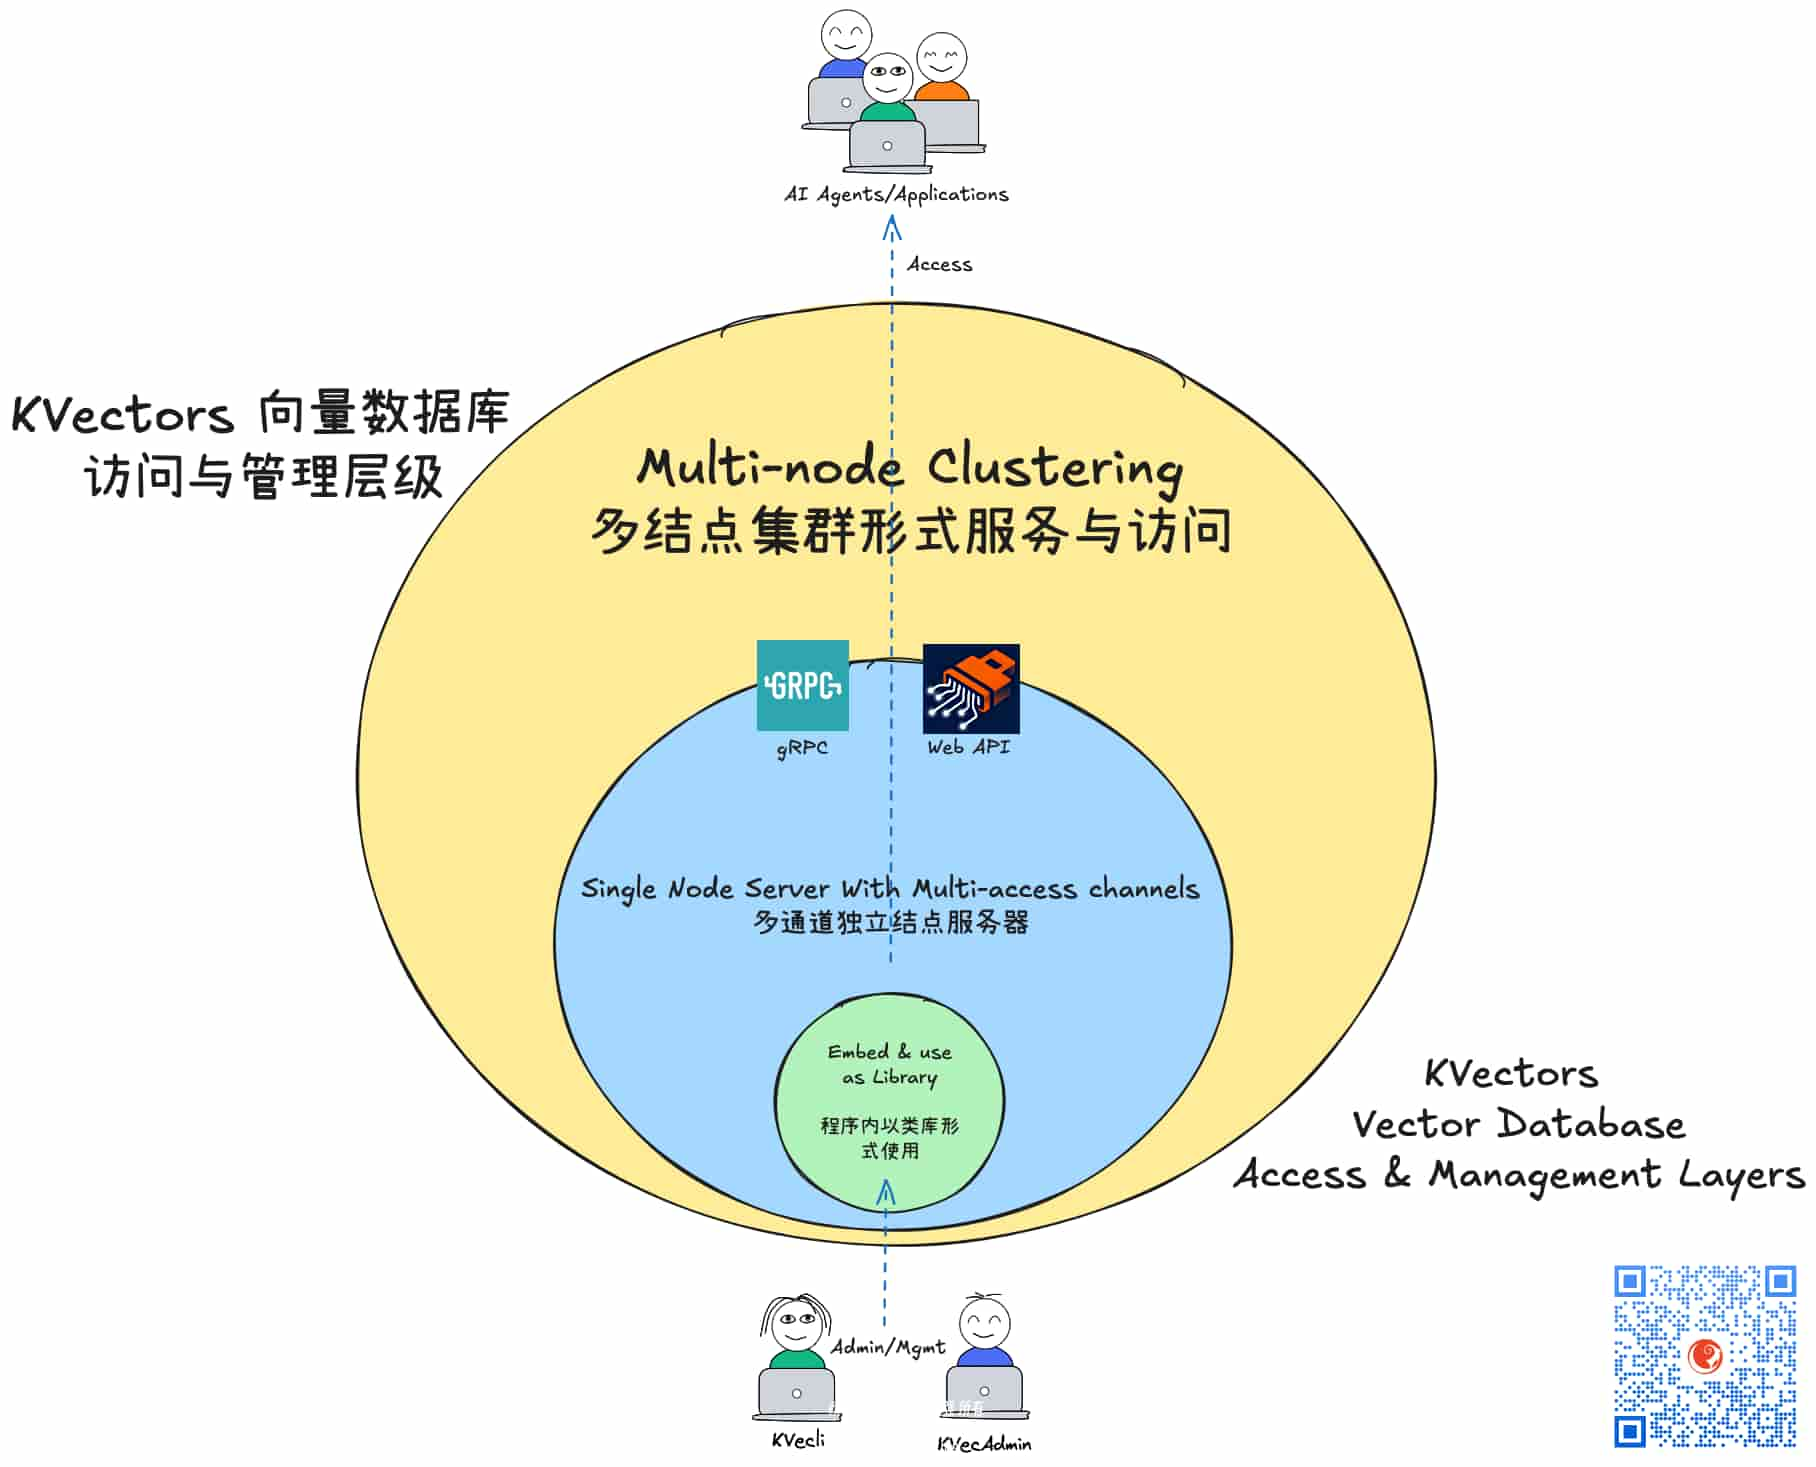 AI Agents/Applications
Access
KVectors 向量数据库
访问与管理层级
Multi-node Clustering
多结点集群形式服务与访问
GRPC
gRPC
Web API
Single Node Server With Multi-access channels
多通道独立结点服务器
Embed & use
as Library
程序内以类库形
式使用
KVectors
Vector Database
Access & Management Layers
Admin/Mgmt
KVecli
KVecAdmin